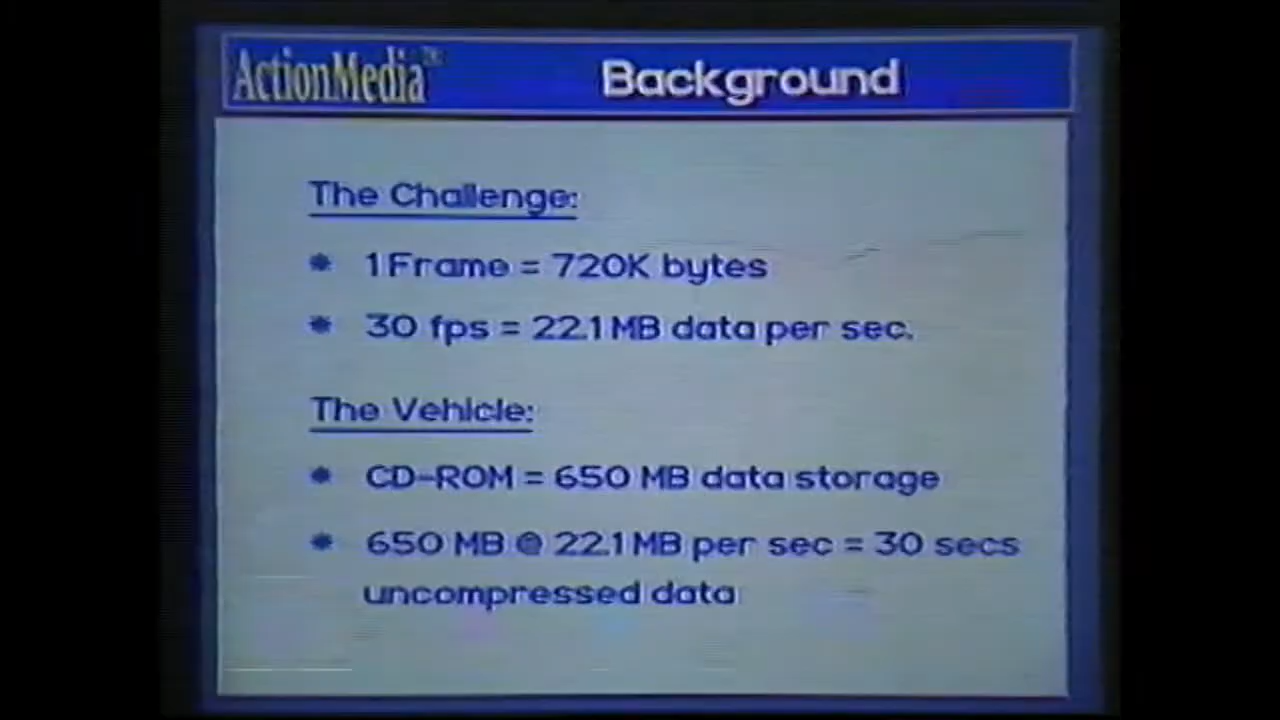 ActionMedia™ Background
The Challenge:
* 1 Frame = 720K bytes
* 30 fps = 22.1 MB data per sec.
The Vehicle:
* CD-ROM = 650 MB data storage
* 650 MB @ 22.1 MB per sec = 30 secs
uncompressed data